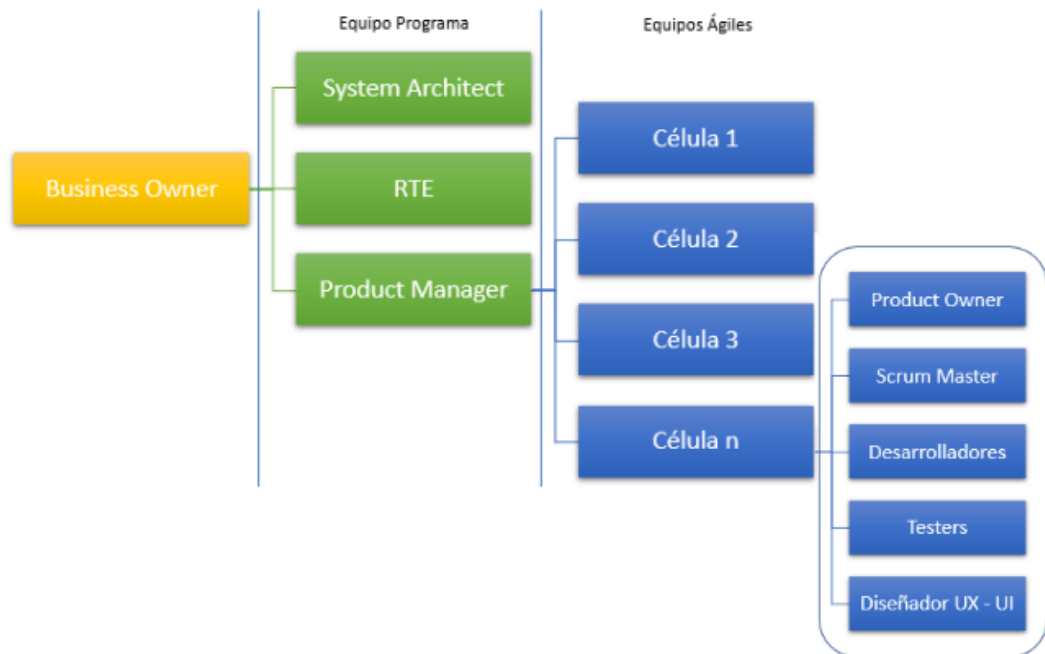 Equipo Programa
Equipos Ágiles
System Architect
Célula 1
Business Owner
RTE
Célula 2
Product Manager
Product Owner
Célula 3
Scrum Master
Célula n
Desarrolladores
Testers
Diseñador UX - UI